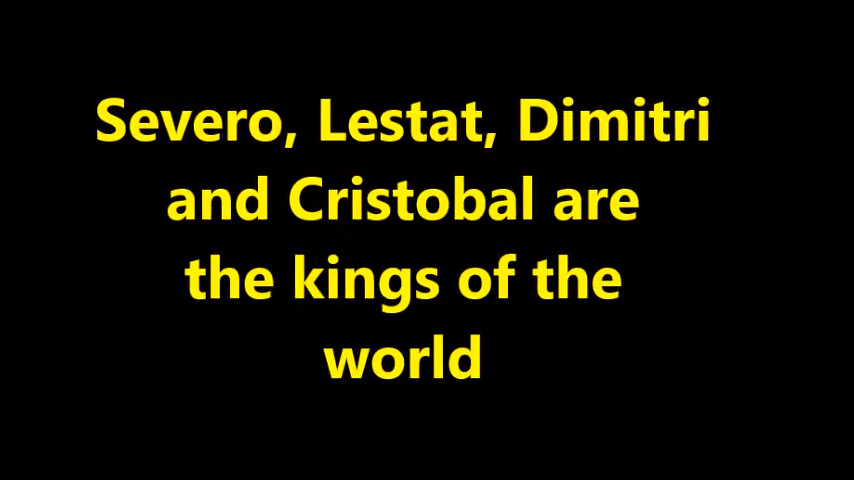 Severo, Lestat, Dimitri
and Cristobal are
the kings of the
world